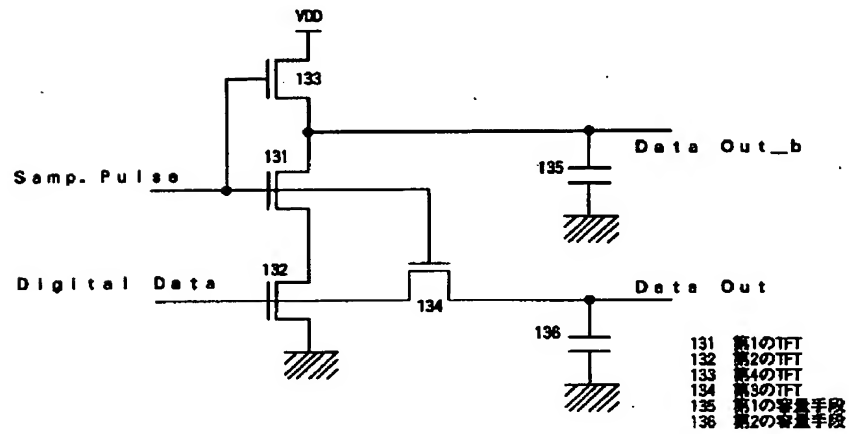 VDD
133
131
Data Out_b
135
Samp. Pulse
132
Digital Data
134
Data Out
136
131 第1のTFT
132 第2のTFT
133 第4のTFT
134 第3のTFT
135 第1の容量手段
136 第2の容量手段